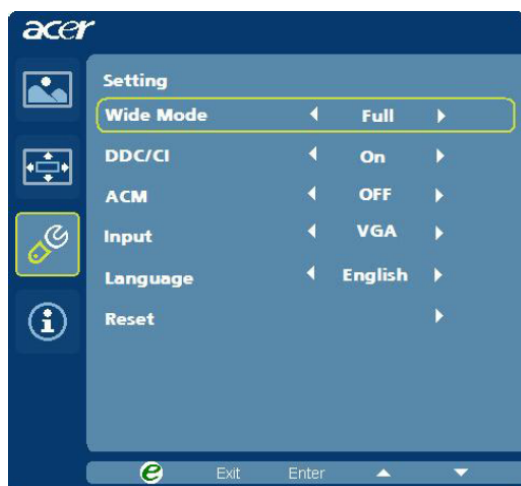 acer
Setting
Wide Mode Full
DDC/CI On
ACM OFF
Input VGA
Language English
Reset
e Exit Enter